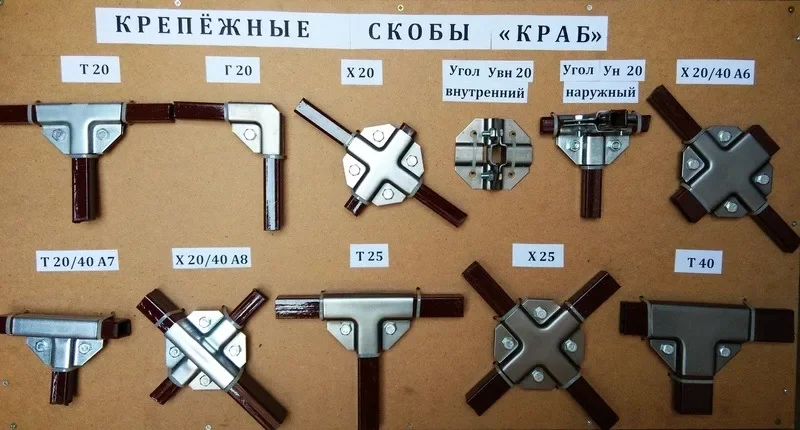 КРЕПЁЖНЫЕ СКОБЫ «КРАБ»
Т 20
Г 20
Х 20
Угол Увн 20
внутренний
Угол Ун 20
наружный
Х 20/40 А6
Т 20/40 А7
Х 20/40 А8
Т 25
Х 25
Т 40